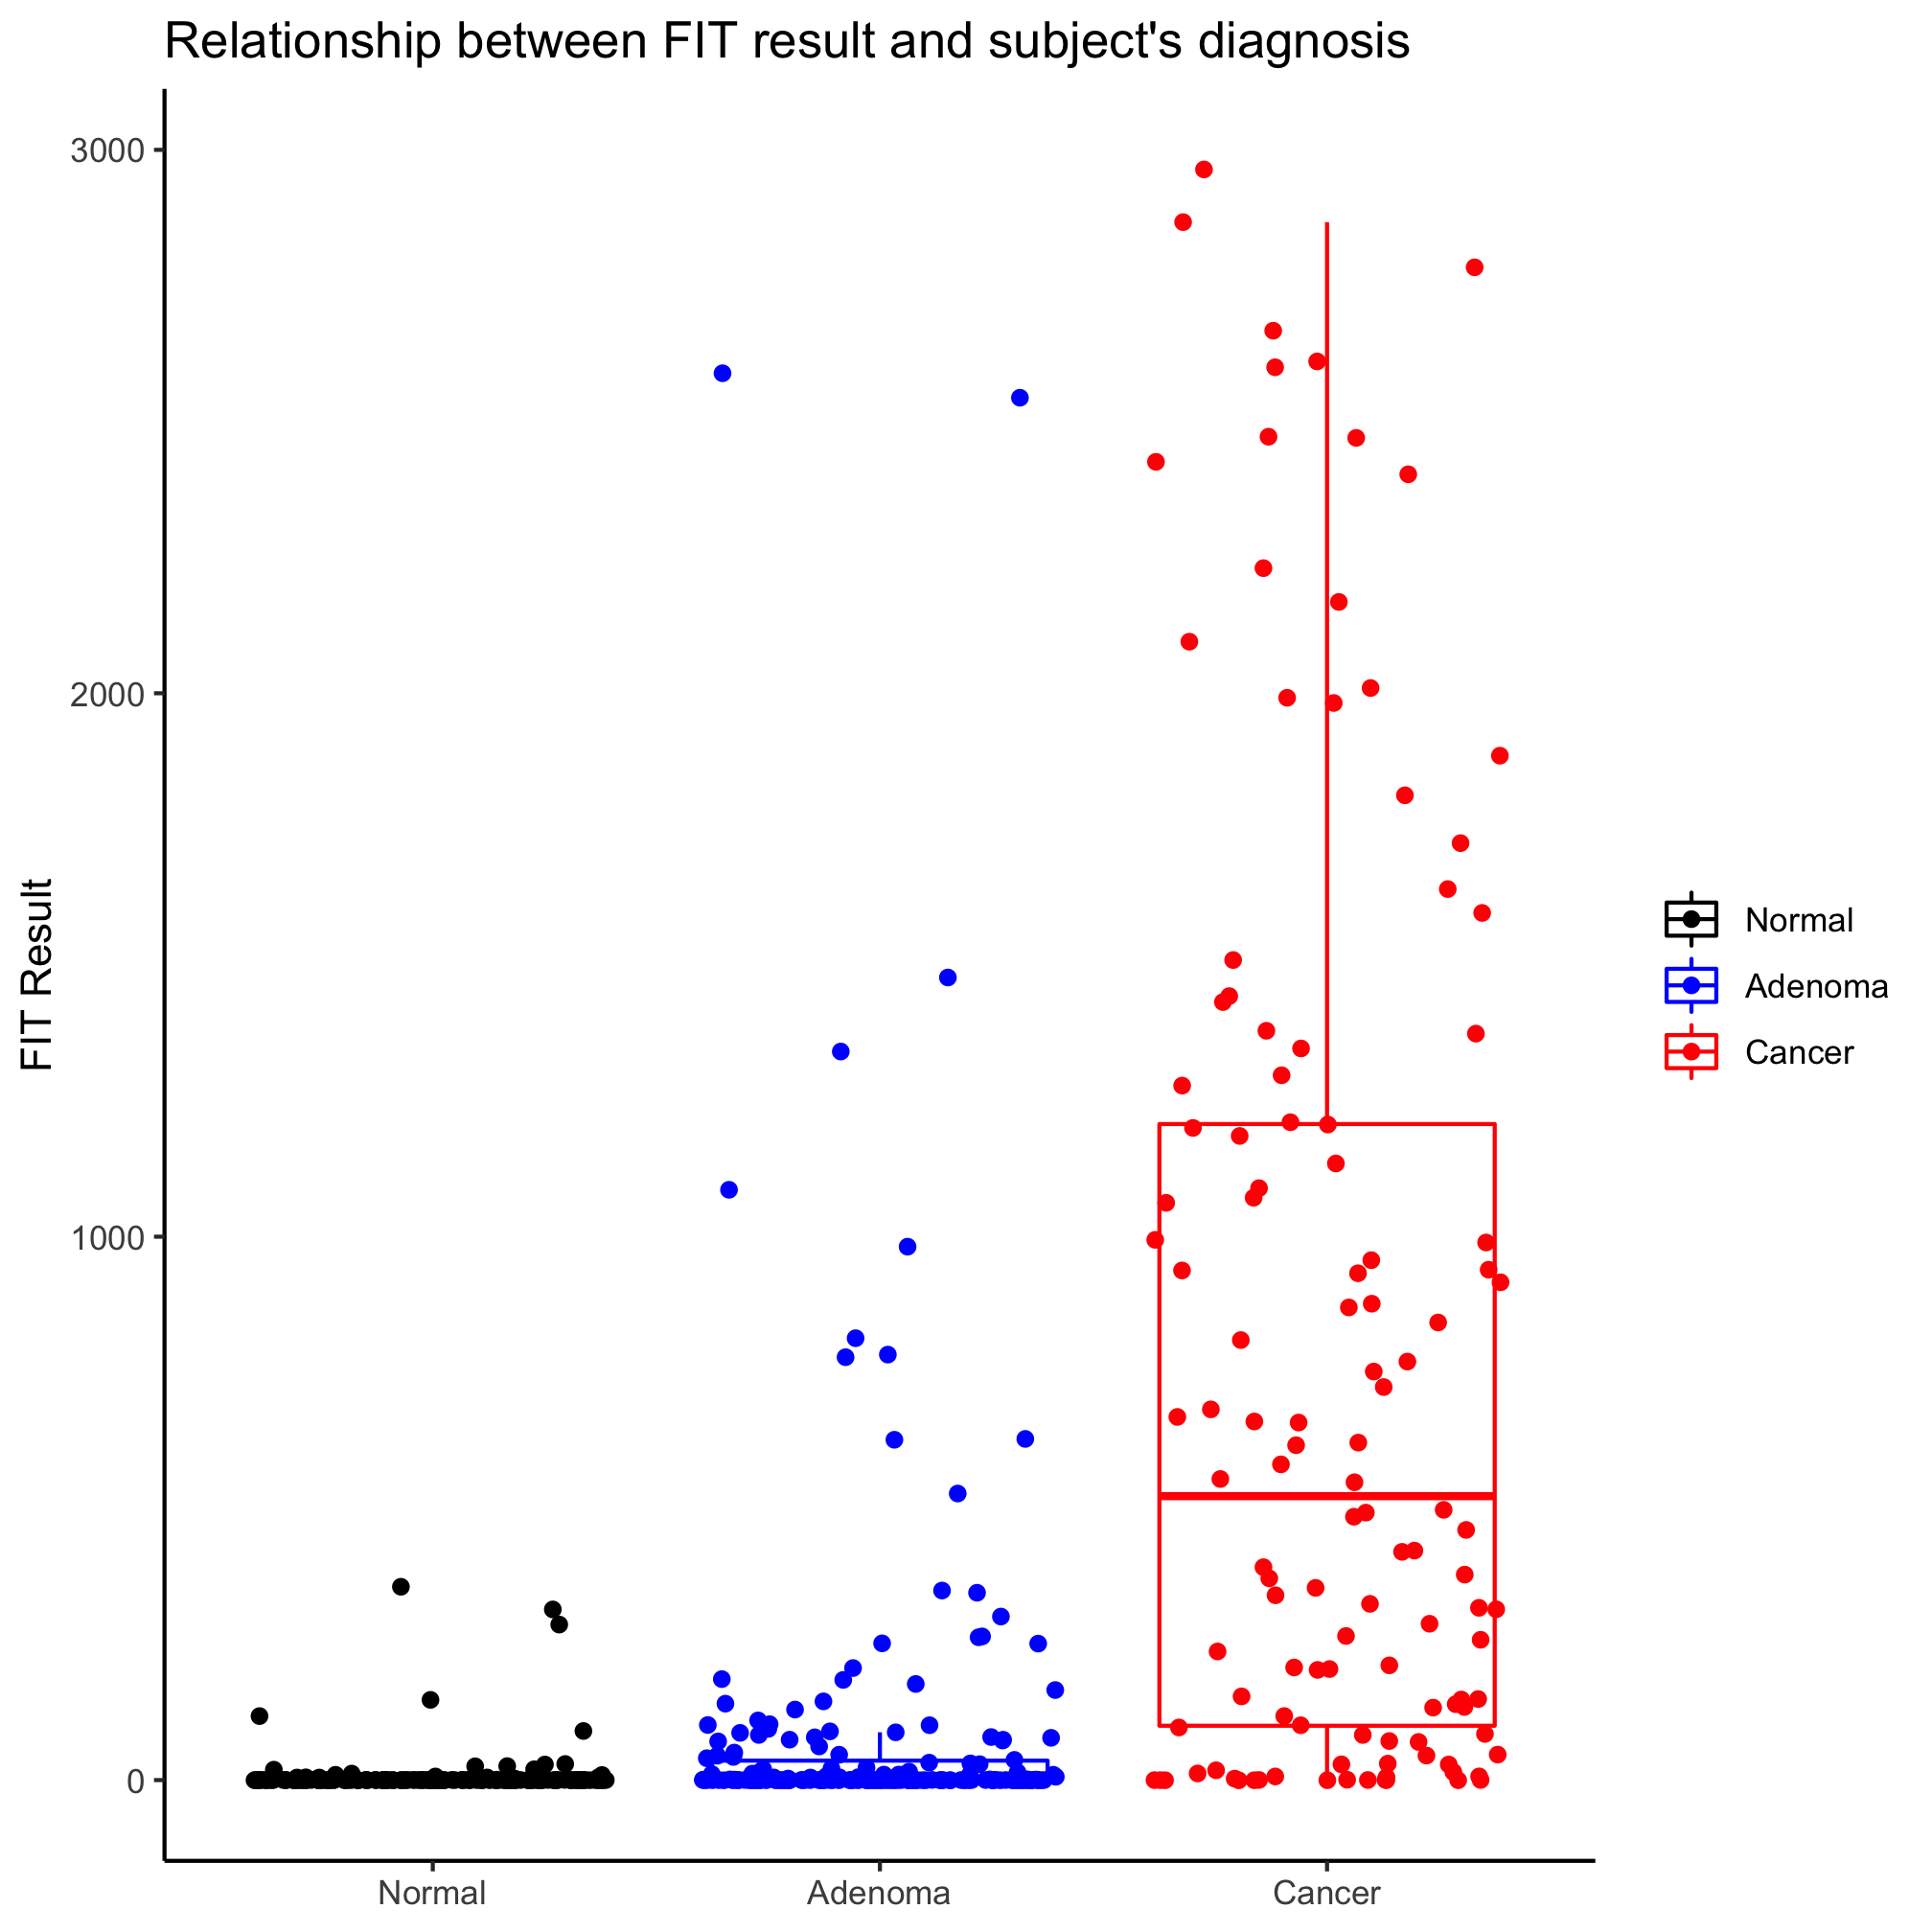 Relationship between FIT result and subject's diagnosis
FIT Result
3000
2000
1000
0
Normal
Adenoma
Cancer
Normal
Adenoma
Cancer